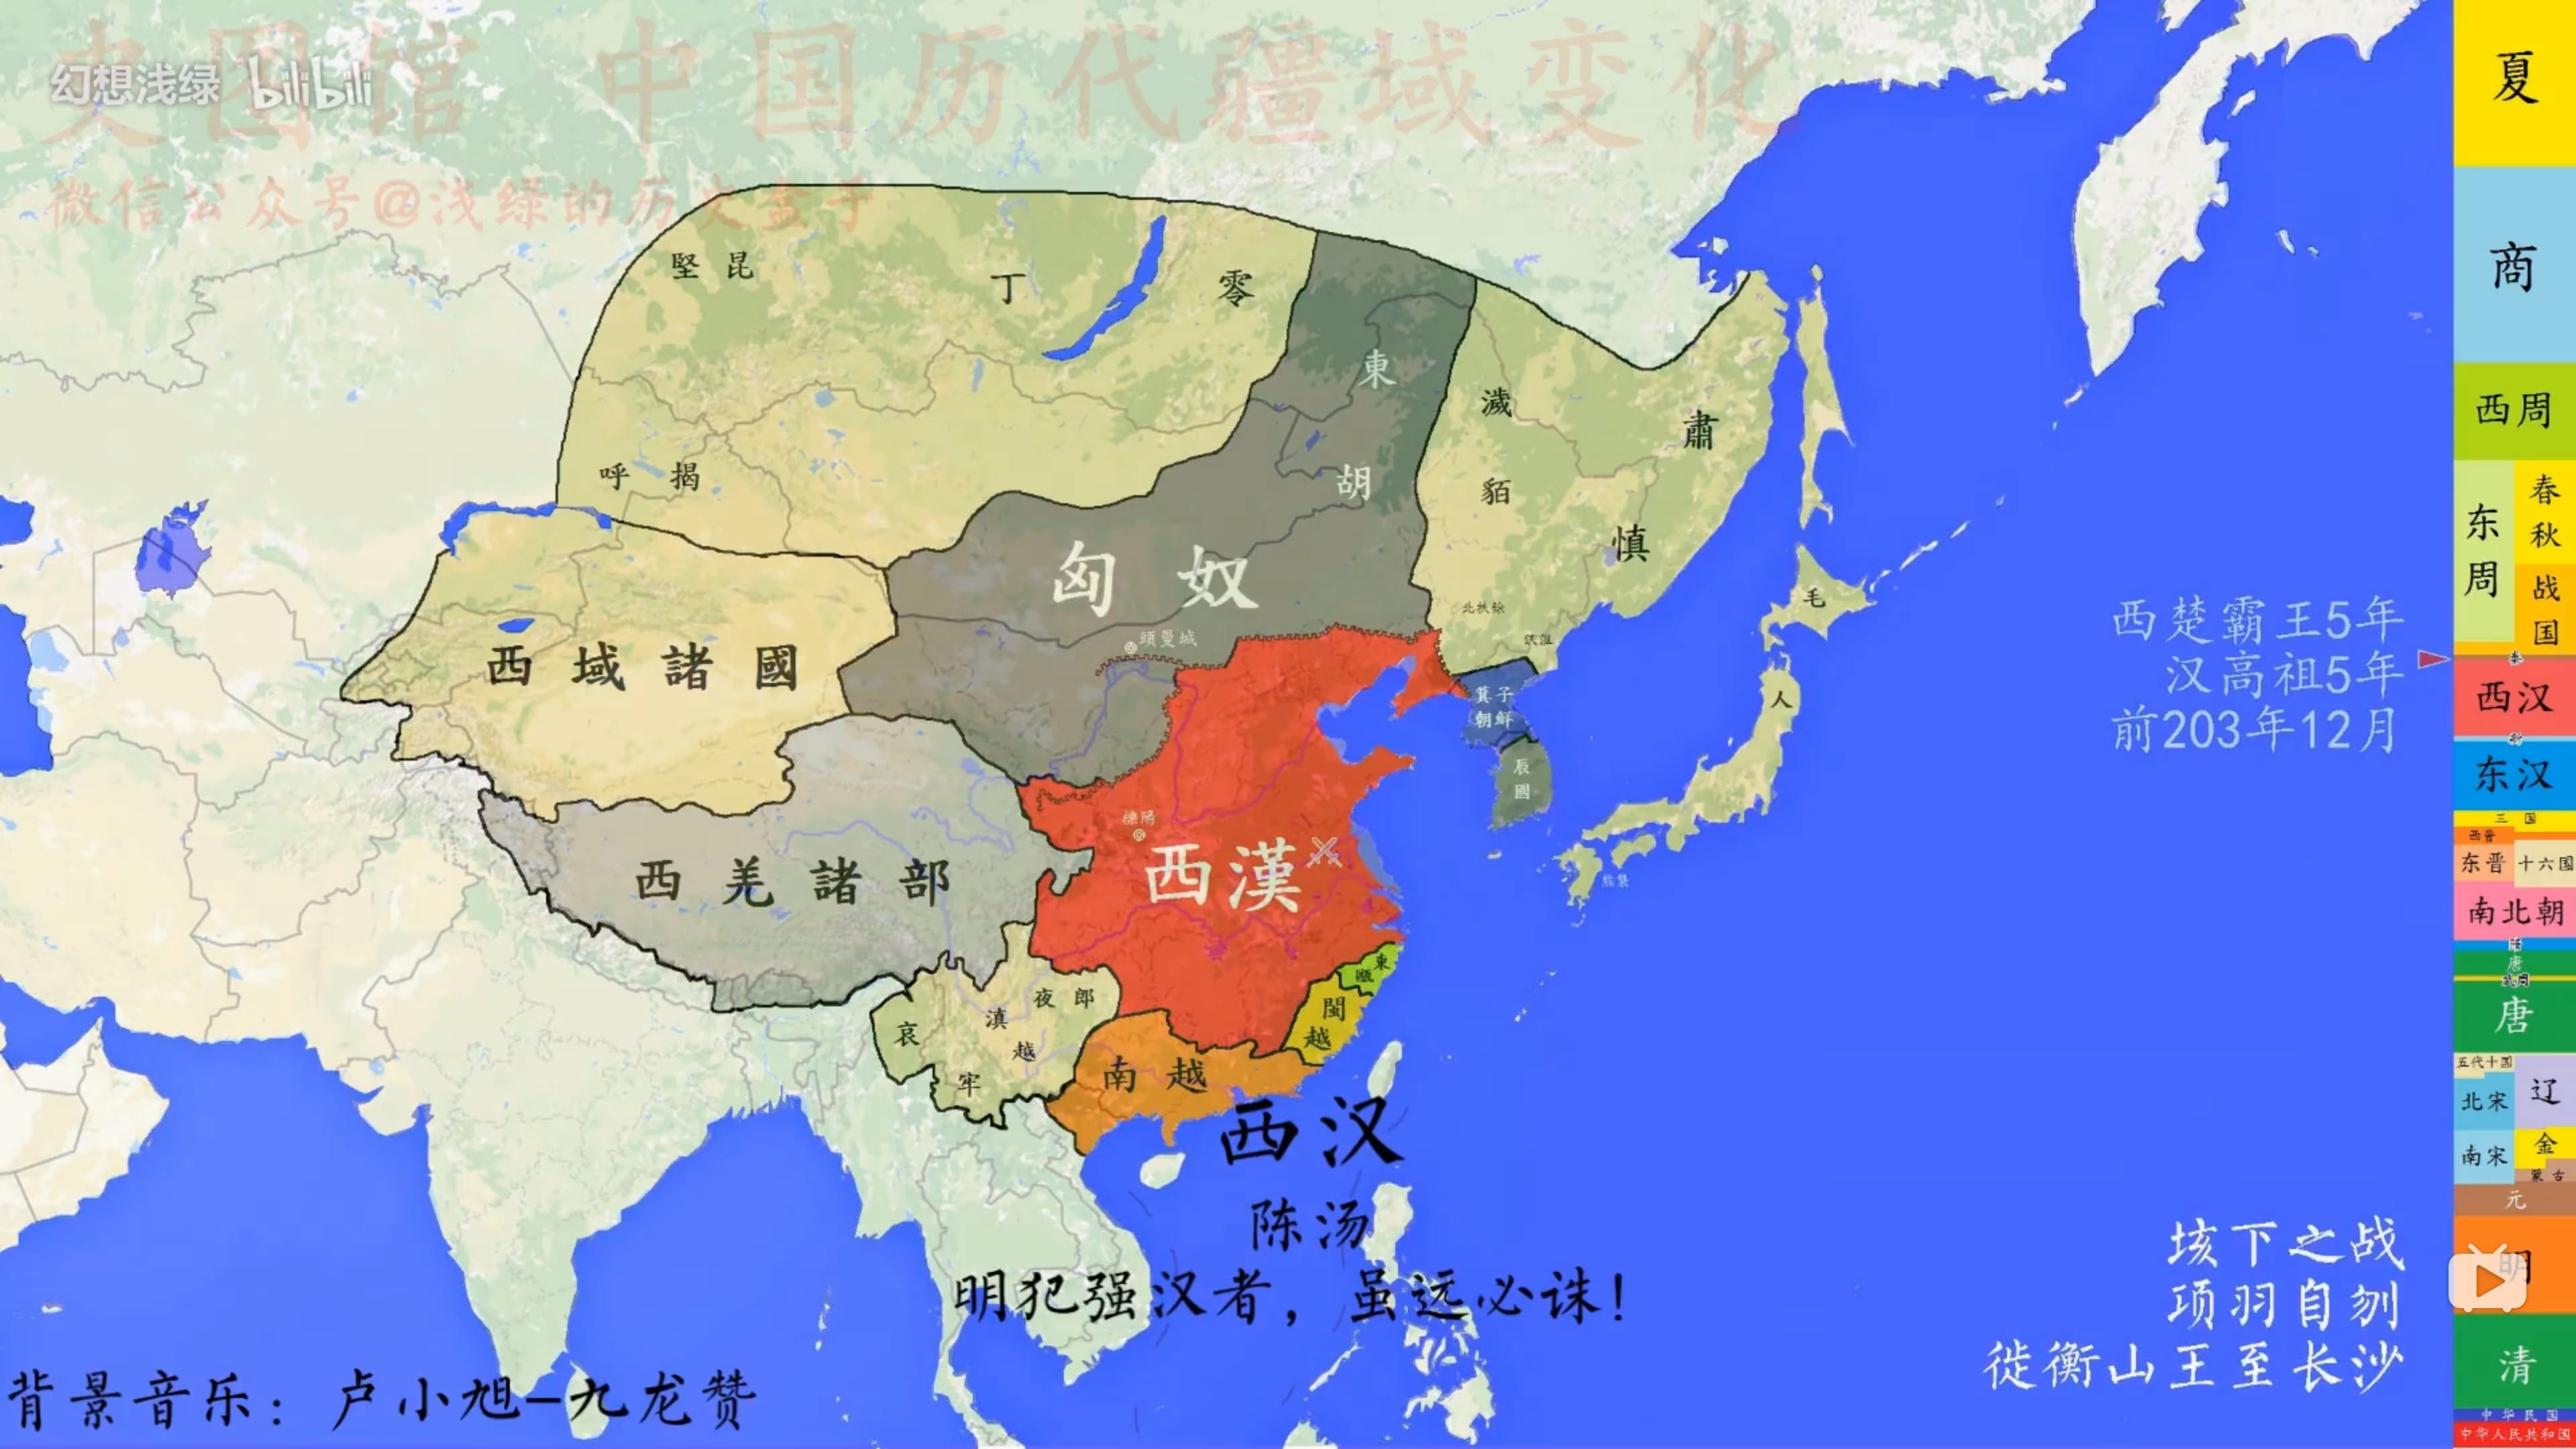 史图馆 中国历代疆域变化
幻想浅绿 bilibili
微信公众号@浅绿的历史盒子
堅昆
丁零
呼揭
東胡
濊貊
肅慎
匈奴
頭曼城
北扶馀
沃沮
西域諸國
箕子
朝鮮
辰國
毛人
熊襲
櫟陽
西漢
西羌諸部
東甌
閩越
夜郎
滇越
哀牢
南越
西楚霸王5年
汉高祖5年
前203年12月
西汉
陈汤
明犯强汉者，虽远必诛！
垓下之战
项羽自刎
徙衡山王至长沙
背景音乐：卢小旭-九龙赞
夏
商
西周
东周
春秋
战国
秦
西汉
新
东汉
三国
西晋
东晋 十六国
南北朝
隋
唐
武周
唐
五代十国
辽
北宋
南宋
金
蒙古
元
明
清
中华民国
中华人民共和国